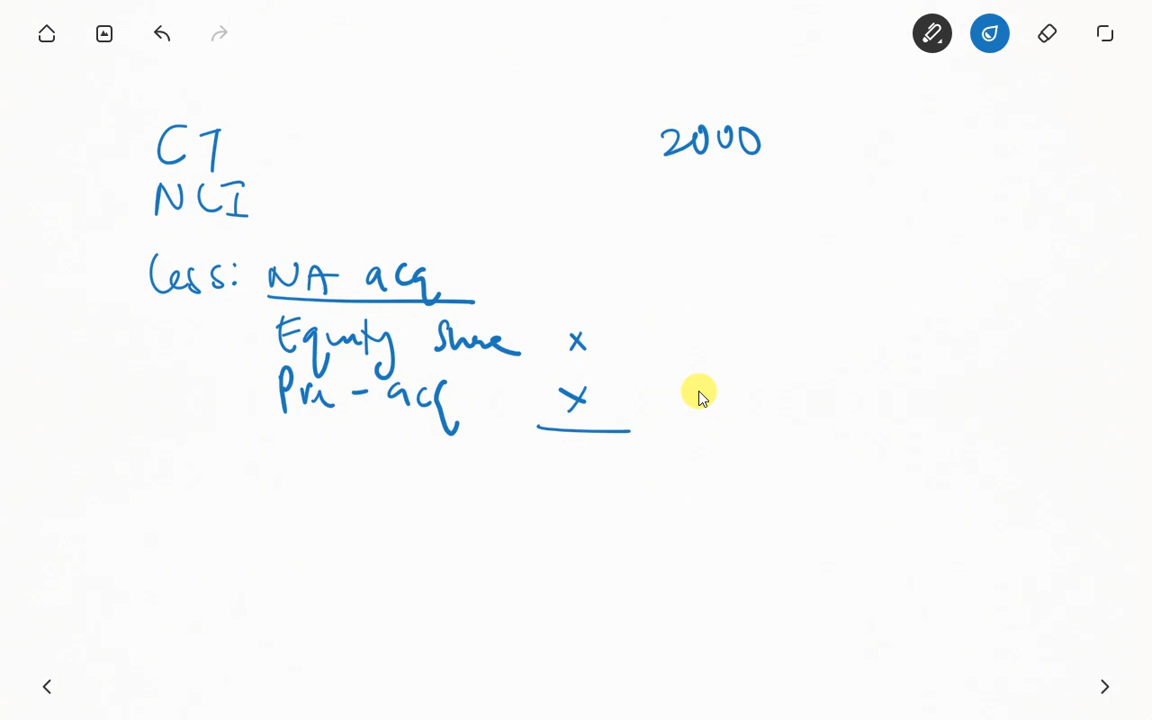 CT 2000
NCI
Less: NA acq
Equity Share x
Pre-acq x